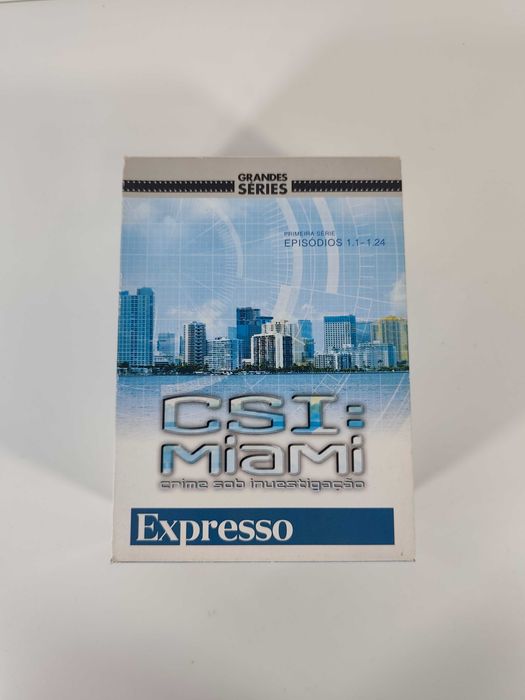 GRANDES
SÉRIES
PRIMEIRA SÉRIE
EPISÓDIOS 1.1-1.24
CSI:
MIAMI
crime sob investigação
Expresso